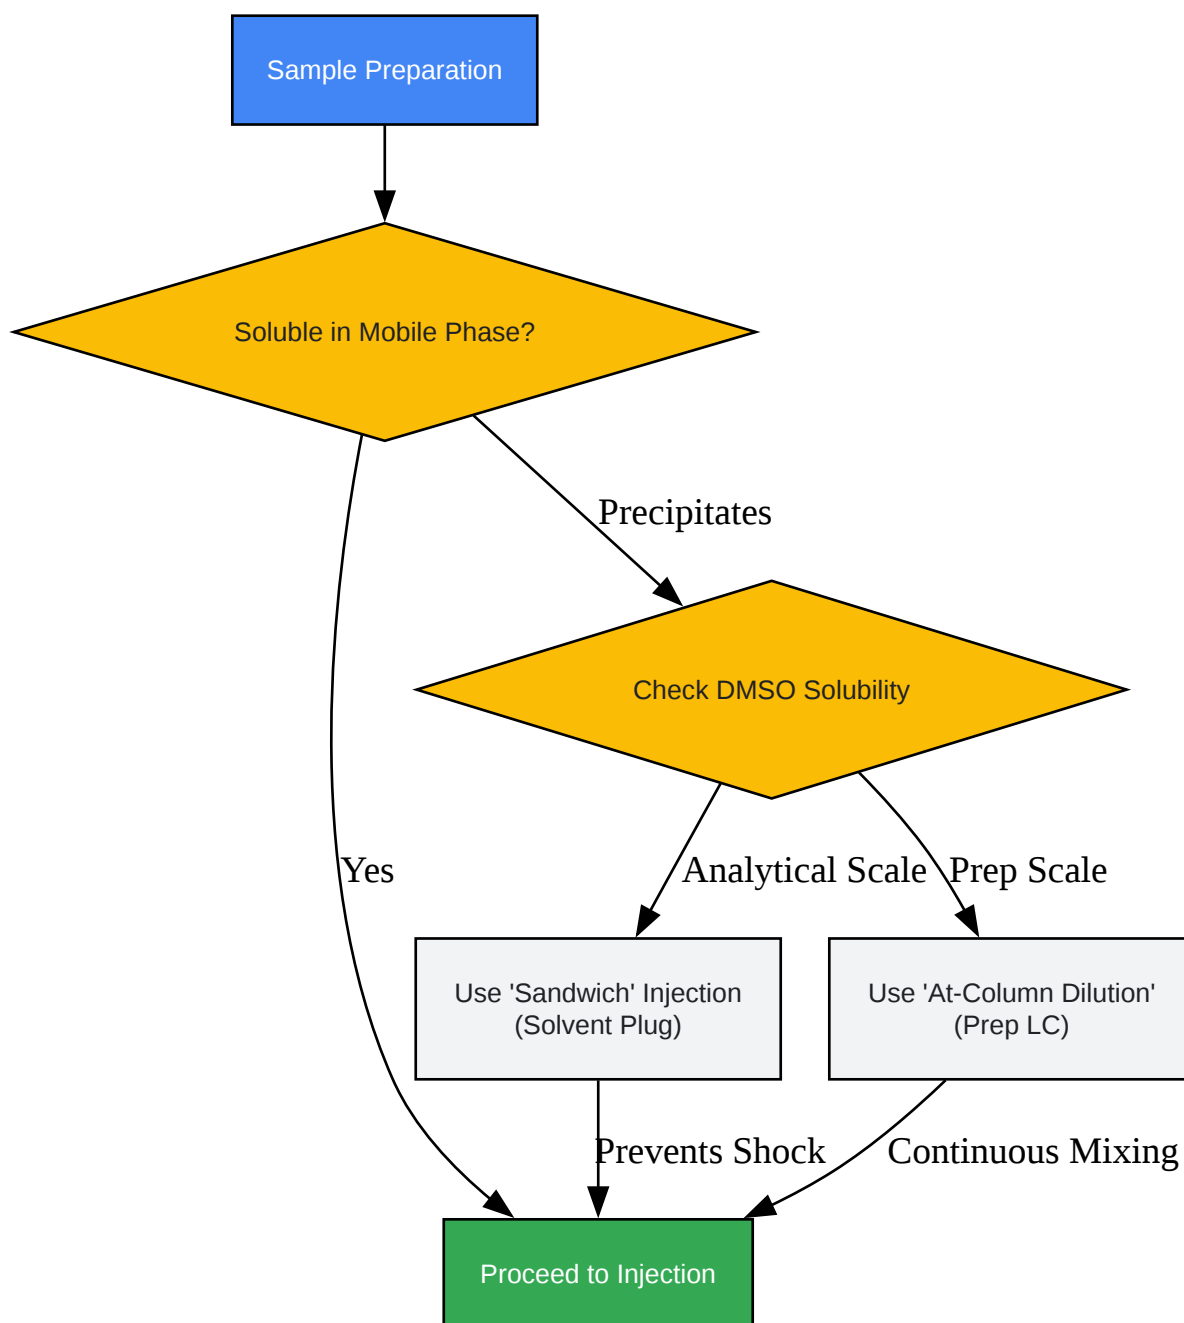 Sample Preparation
Soluble in Mobile Phase?
Precipitates
Check DMSO Solubility
Yes
Analytical Scale
Prep Scale
Use 'Sandwich' Injection
(Solvent Plug)
Use 'At-Column Dilution'
(Prep LC)
Prevents Shock
Continuous Mixing
Proceed to Injection